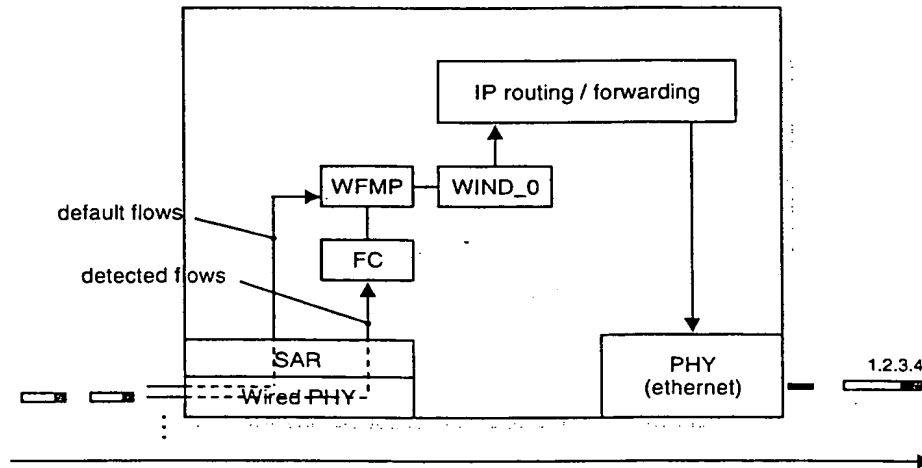 IP routing / forwarding
WFMP
WIND_0
default flows
FC
detected flows
SAR
PHY
(ethernet)
1.2.3.4
Wired PHY